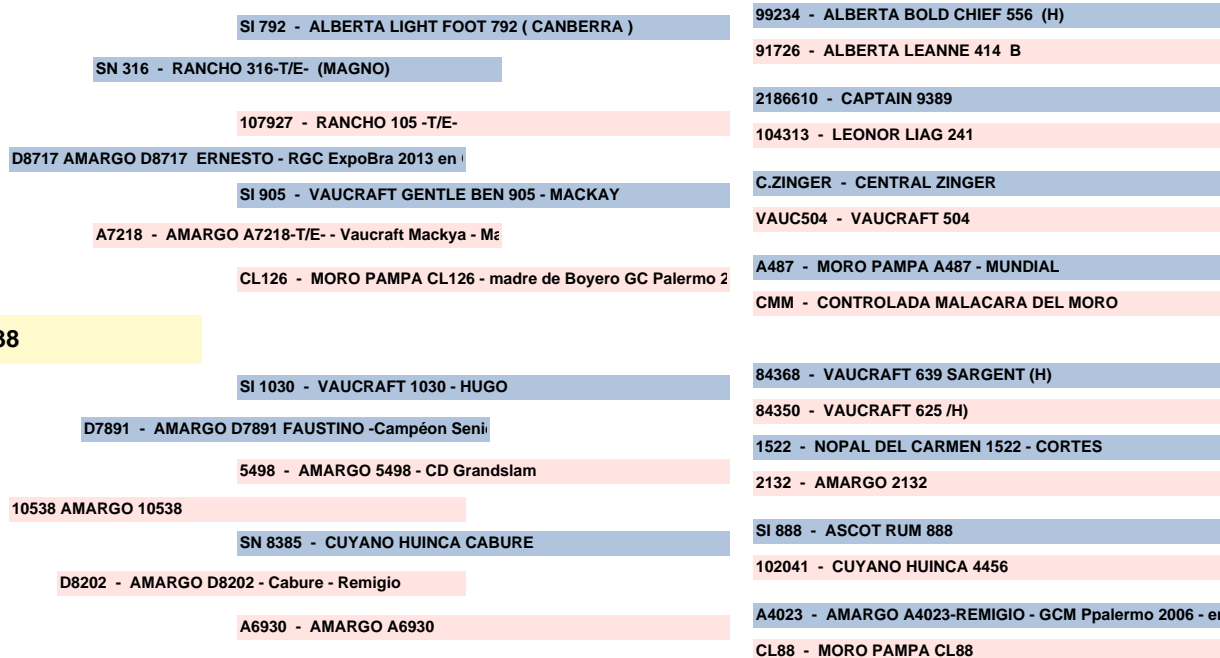 99234 - ALBERTA BOLD CHIEF 556 (H)
SI 792 - ALBERTA LIGHT FOOT 792 ( CANBERRA )
91726 - ALBERTA LEANNE 414 B
SN 316 - RANCHO 316-T/E- (MAGNO)
2186610 - CAPTAIN 9389
107927 - RANCHO 105 -T/E-
104313 - LEONOR LIAG 241
D8717 AMARGO D8717 ERNESTO - RGC ExpoBra 2013 en
C.ZINGER - CENTRAL ZINGER
SI 905 - VAUCRAFT GENTLE BEN 905 - MACKAY
VAUC504 - VAUCRAFT 504
A7218 - AMARGO A7218-T/E- - Vaucraft Mackya -
A487 - MORO PAMPA A487 - MUNDIAL
CL126 - MORO PAMPA CL126 - madre de Boyero GC Palermo
CMM - CONTROLADA MALACARA DEL MORO
38
84368 - VAUCRAFT 639 SARGENT (H)
SI 1030 - VAUCRAFT 1030 - HUGO
84350 - VAUCRAFT 625 /H)
D7891 - AMARGO D7891 FAUSTINO -Campéon
1522 - NOPAL DEL CARMEN 1522 - CORTES
5498 - AMARGO 5498 - CD Grandslam
2132 - AMARGO 2132
10538 AMARGO 10538
SI 888 - ASCOT RUM 888
SN 8385 - CUYANO HUINCA CABURE
102041 - CUYANO HUINCA 4456
D8202 - AMARGO D8202 - Cabure - Remigio
A4023 - AMARGO A4023-REMIGIO - GCM Ppalermo 2006 -
A6930 - AMARGO A6930
CL88 - MORO PAMPA CL88